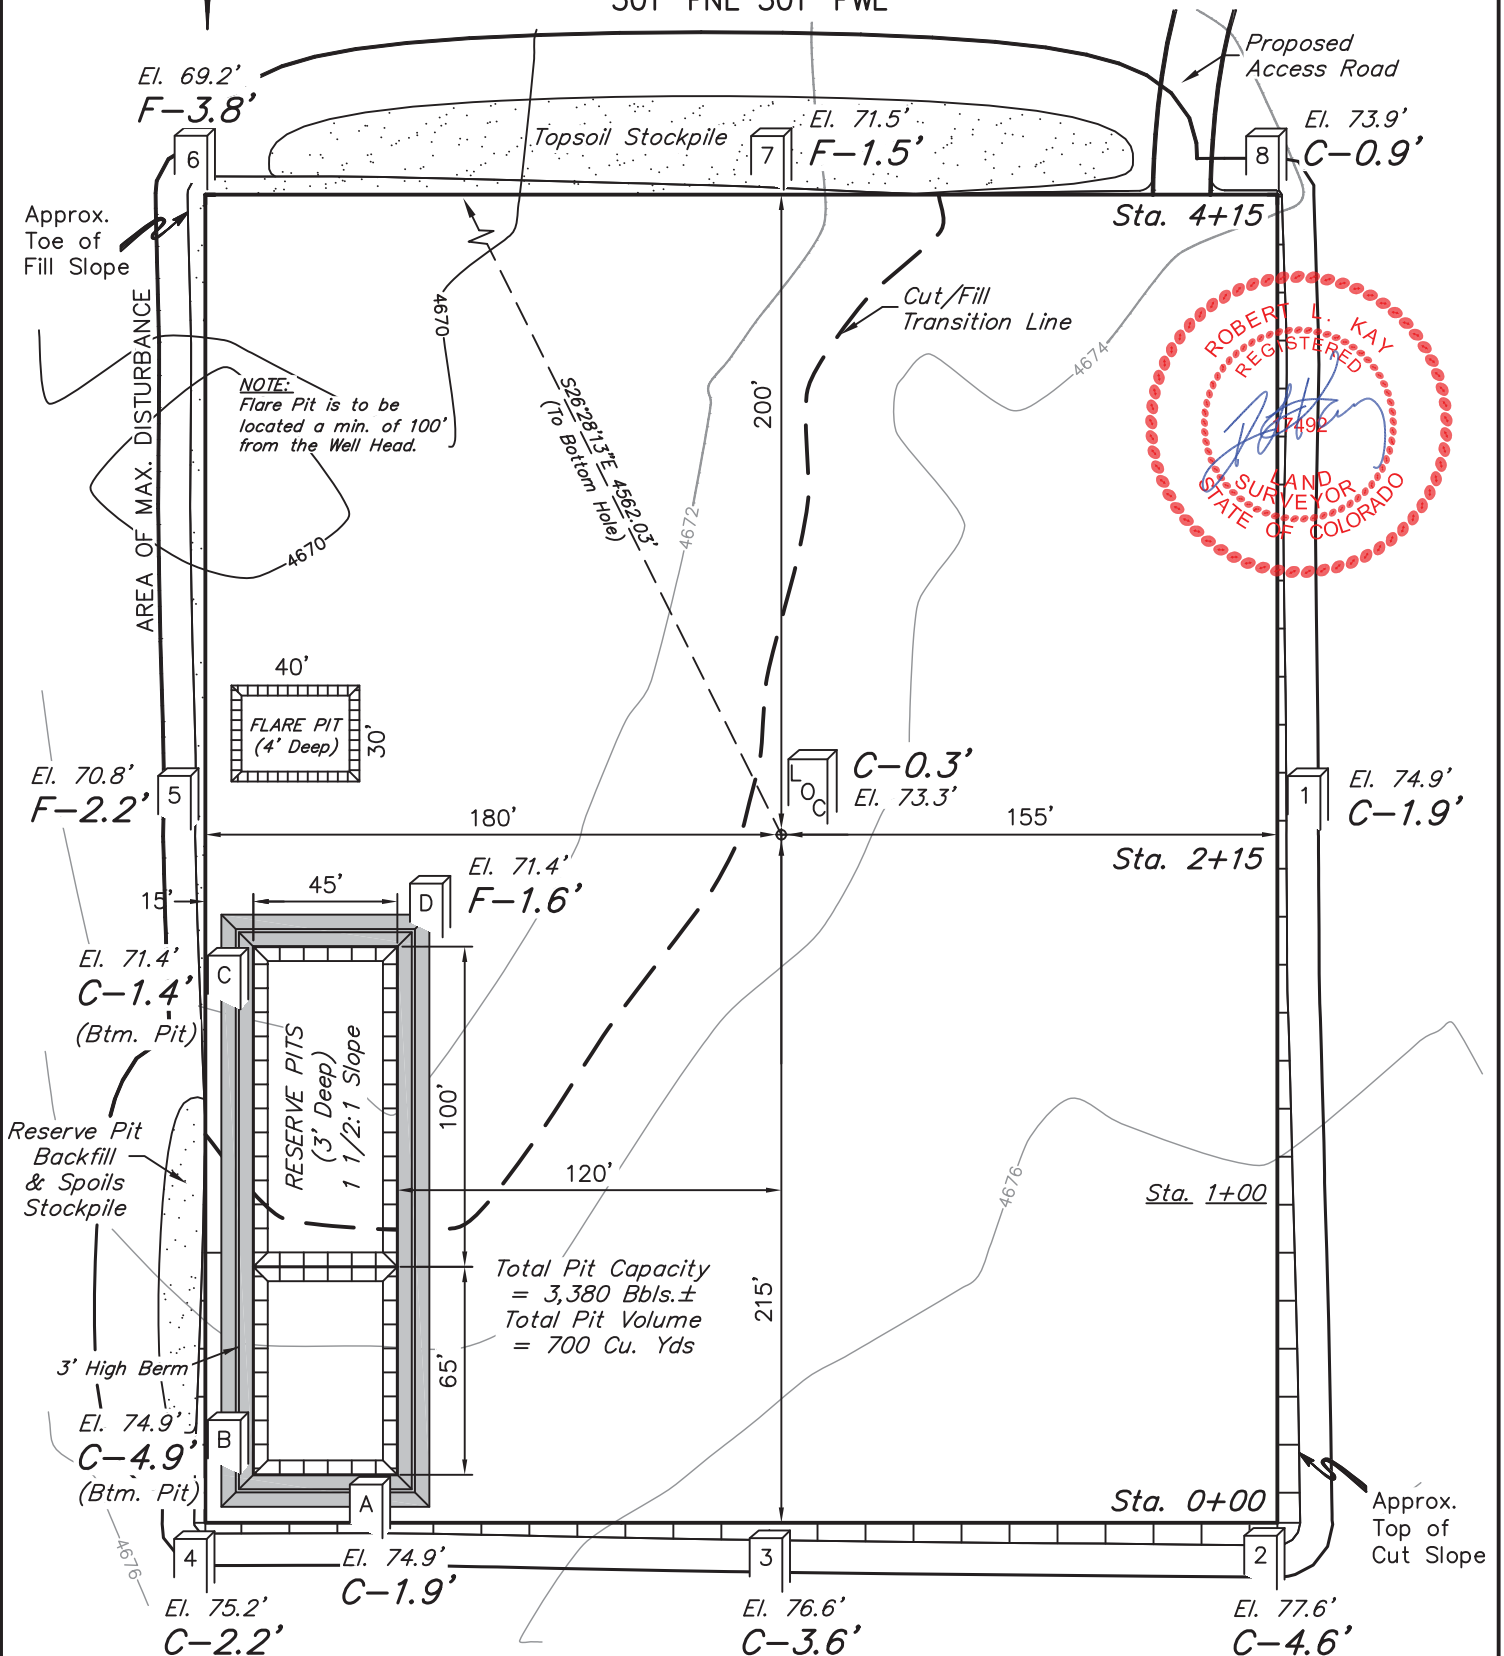 El. 69.2'
F-3.8'
6
Topsoil Stockpile
7
El. 71.5'
F-1.5'
Proposed
Access Road
8
El. 73.9'
C-0.9'
Sta. 4+15
Approx.
Toe of
Fill Slope
AREA OF MAX. DISTURBANCE
NOTE:
Flare Pit is to be
located a min. of 100'
from the Well Head.
4670
4670
S26°28'13"E 4562.03'
(To Bottom Hole)
4672
200'
Cut/Fill
Transition Line
4674
ROBERT L. KAY
REGISTERED
17492
LAND
SURVEYOR
STATE OF COLORADO
40'
FLARE PIT
(4' Deep)
30'
El. 70.8'
F-2.2'
5
180'
LOC
C-0.3'
El. 73.3'
155'
1
El. 74.9'
C-1.9'
Sta. 2+15
15'
45'
D
El. 71.4'
F-1.6'
El. 71.4'
C-1.4'
(Btm. Pit)
C
RESERVE PITS
(3' Deep)
1 1/2:1 Slope
100'
120'
Reserve Pit
Backfill
& Spoils
Stockpile
Sta. 1+00
4676
Total Pit Capacity
= 3,380 Bbls.±
Total Pit Volume
= 700 Cu. Yds
215'
65'
3' High Berm
El. 74.9'
C-4.9'
(Btm. Pit)
B
A
Sta. 0+00
Approx.
Top of
Cut Slope
4676
4
El. 74.9'
C-1.9'
3
2
El. 75.2'
C-2.2'
El. 76.6'
C-3.6'
El. 77.6'
C-4.6'